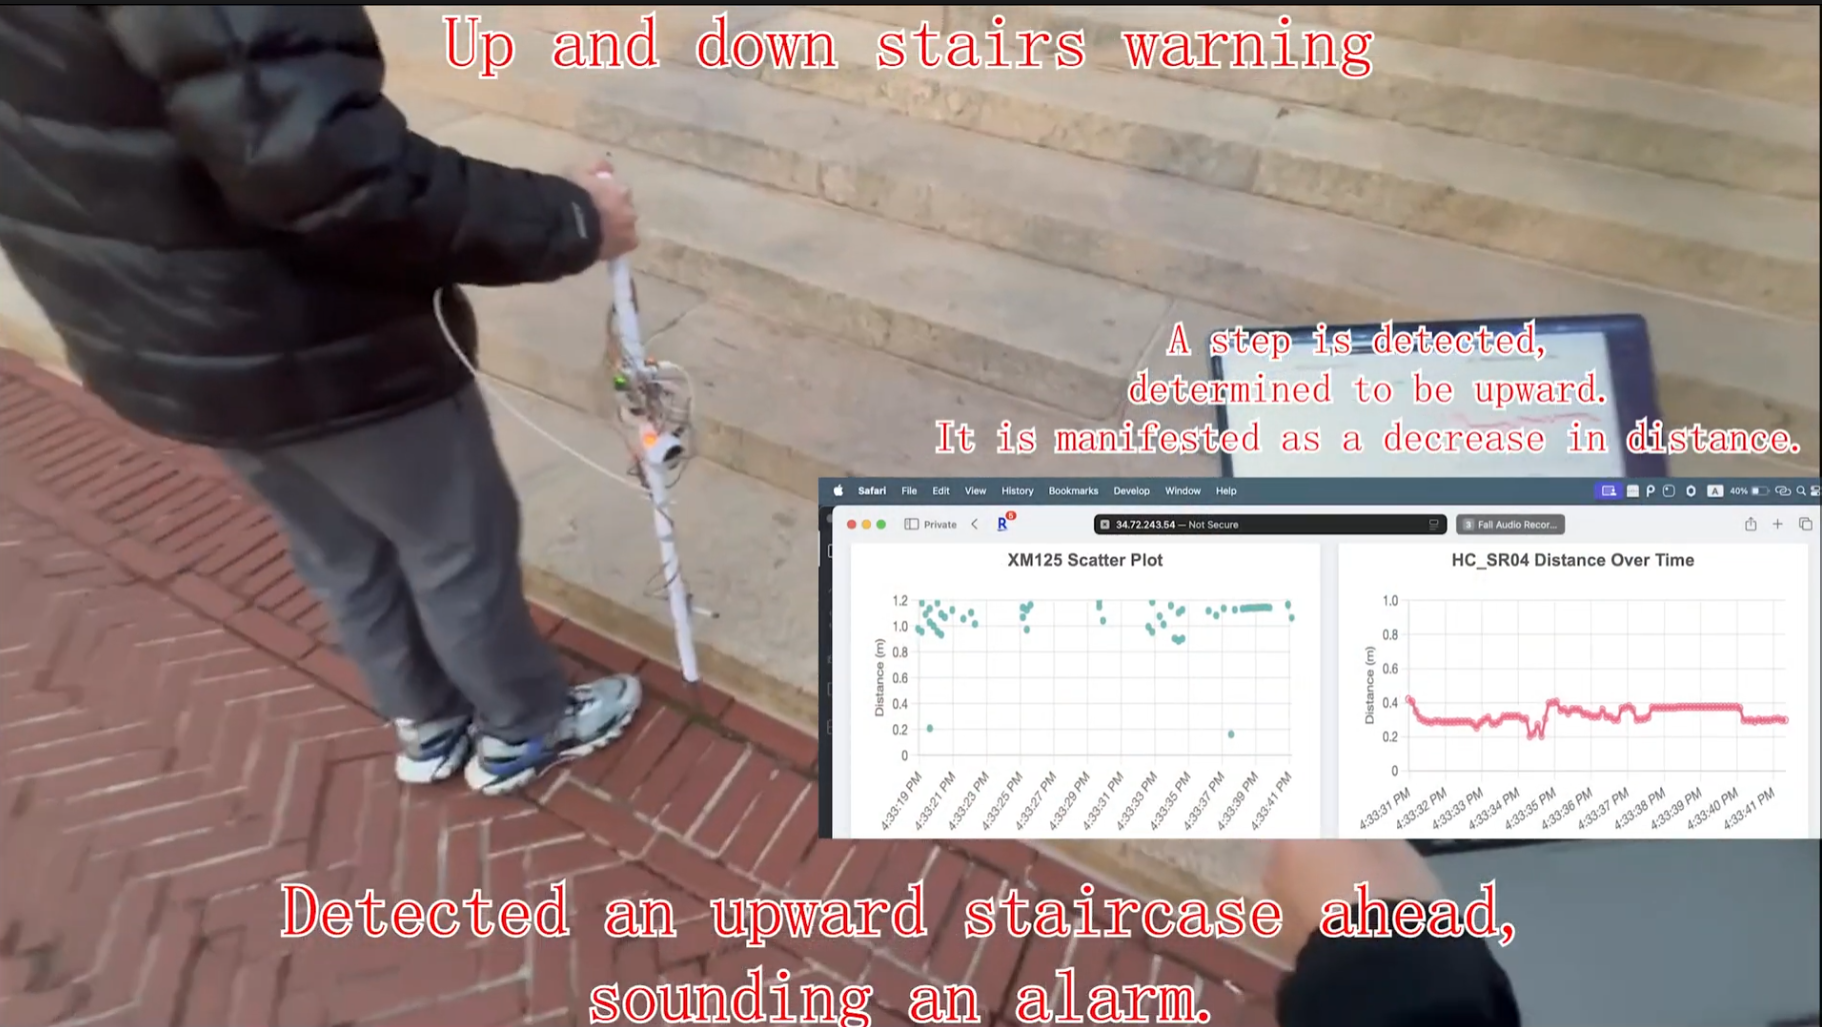 Up and down stairs warning
A step is detected,
determined to be upward.
It is manifested as a decrease in distance.
Safari File Edit View History Bookmarks Develop Window Help
A 40%
Private 34.72.243.54 — Not Secure 3 Fall Audio Recor...
XM125 Scatter Plot
Distance (m)
1.2
1.0
0.8
0.6
0.4
0.2
0
4:33:19 PM 4:33:21 PM 4:33:23 PM 4:33:25 PM 4:33:27 PM 4:33:29 PM 4:33:31 PM 4:33:33 PM 4:33:35 PM 4:33:37 PM 4:33:39 PM 4:33:41 PM
HC_SR04 Distance Over Time
Distance (m)
1.0
0.8
0.6
0.4
0.2
0
4:33:31 PM 4:33:32 PM 4:33:33 PM 4:33:34 PM 4:33:35 PM 4:33:36 PM 4:33:37 PM 4:33:38 PM 4:33:39 PM 4:33:40 PM 4:33:41 PM
Detected an upward staircase ahead,
sounding an alarm.